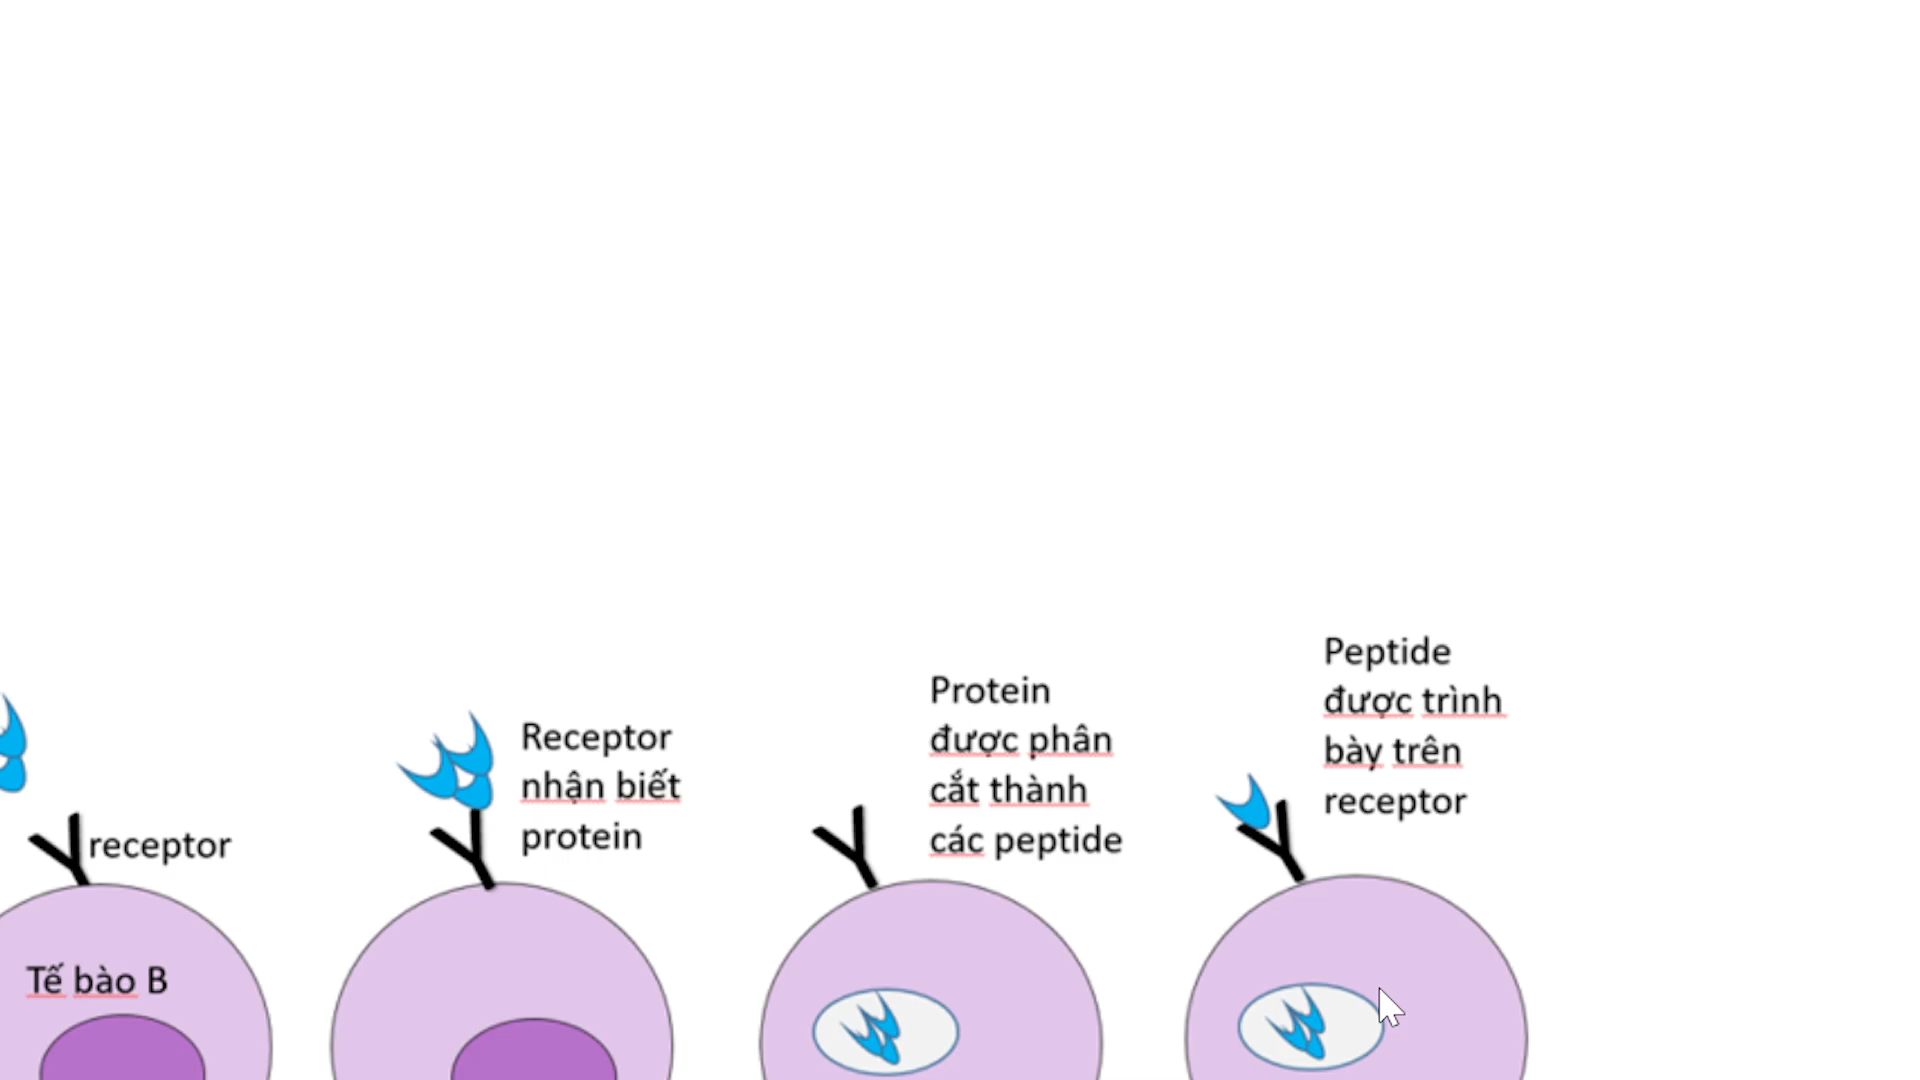 receptor
Tế bào B
Receptor
nhận biết
protein
Protein
được phân
cắt thành
các peptide
Peptide
được trình
bày trên
receptor